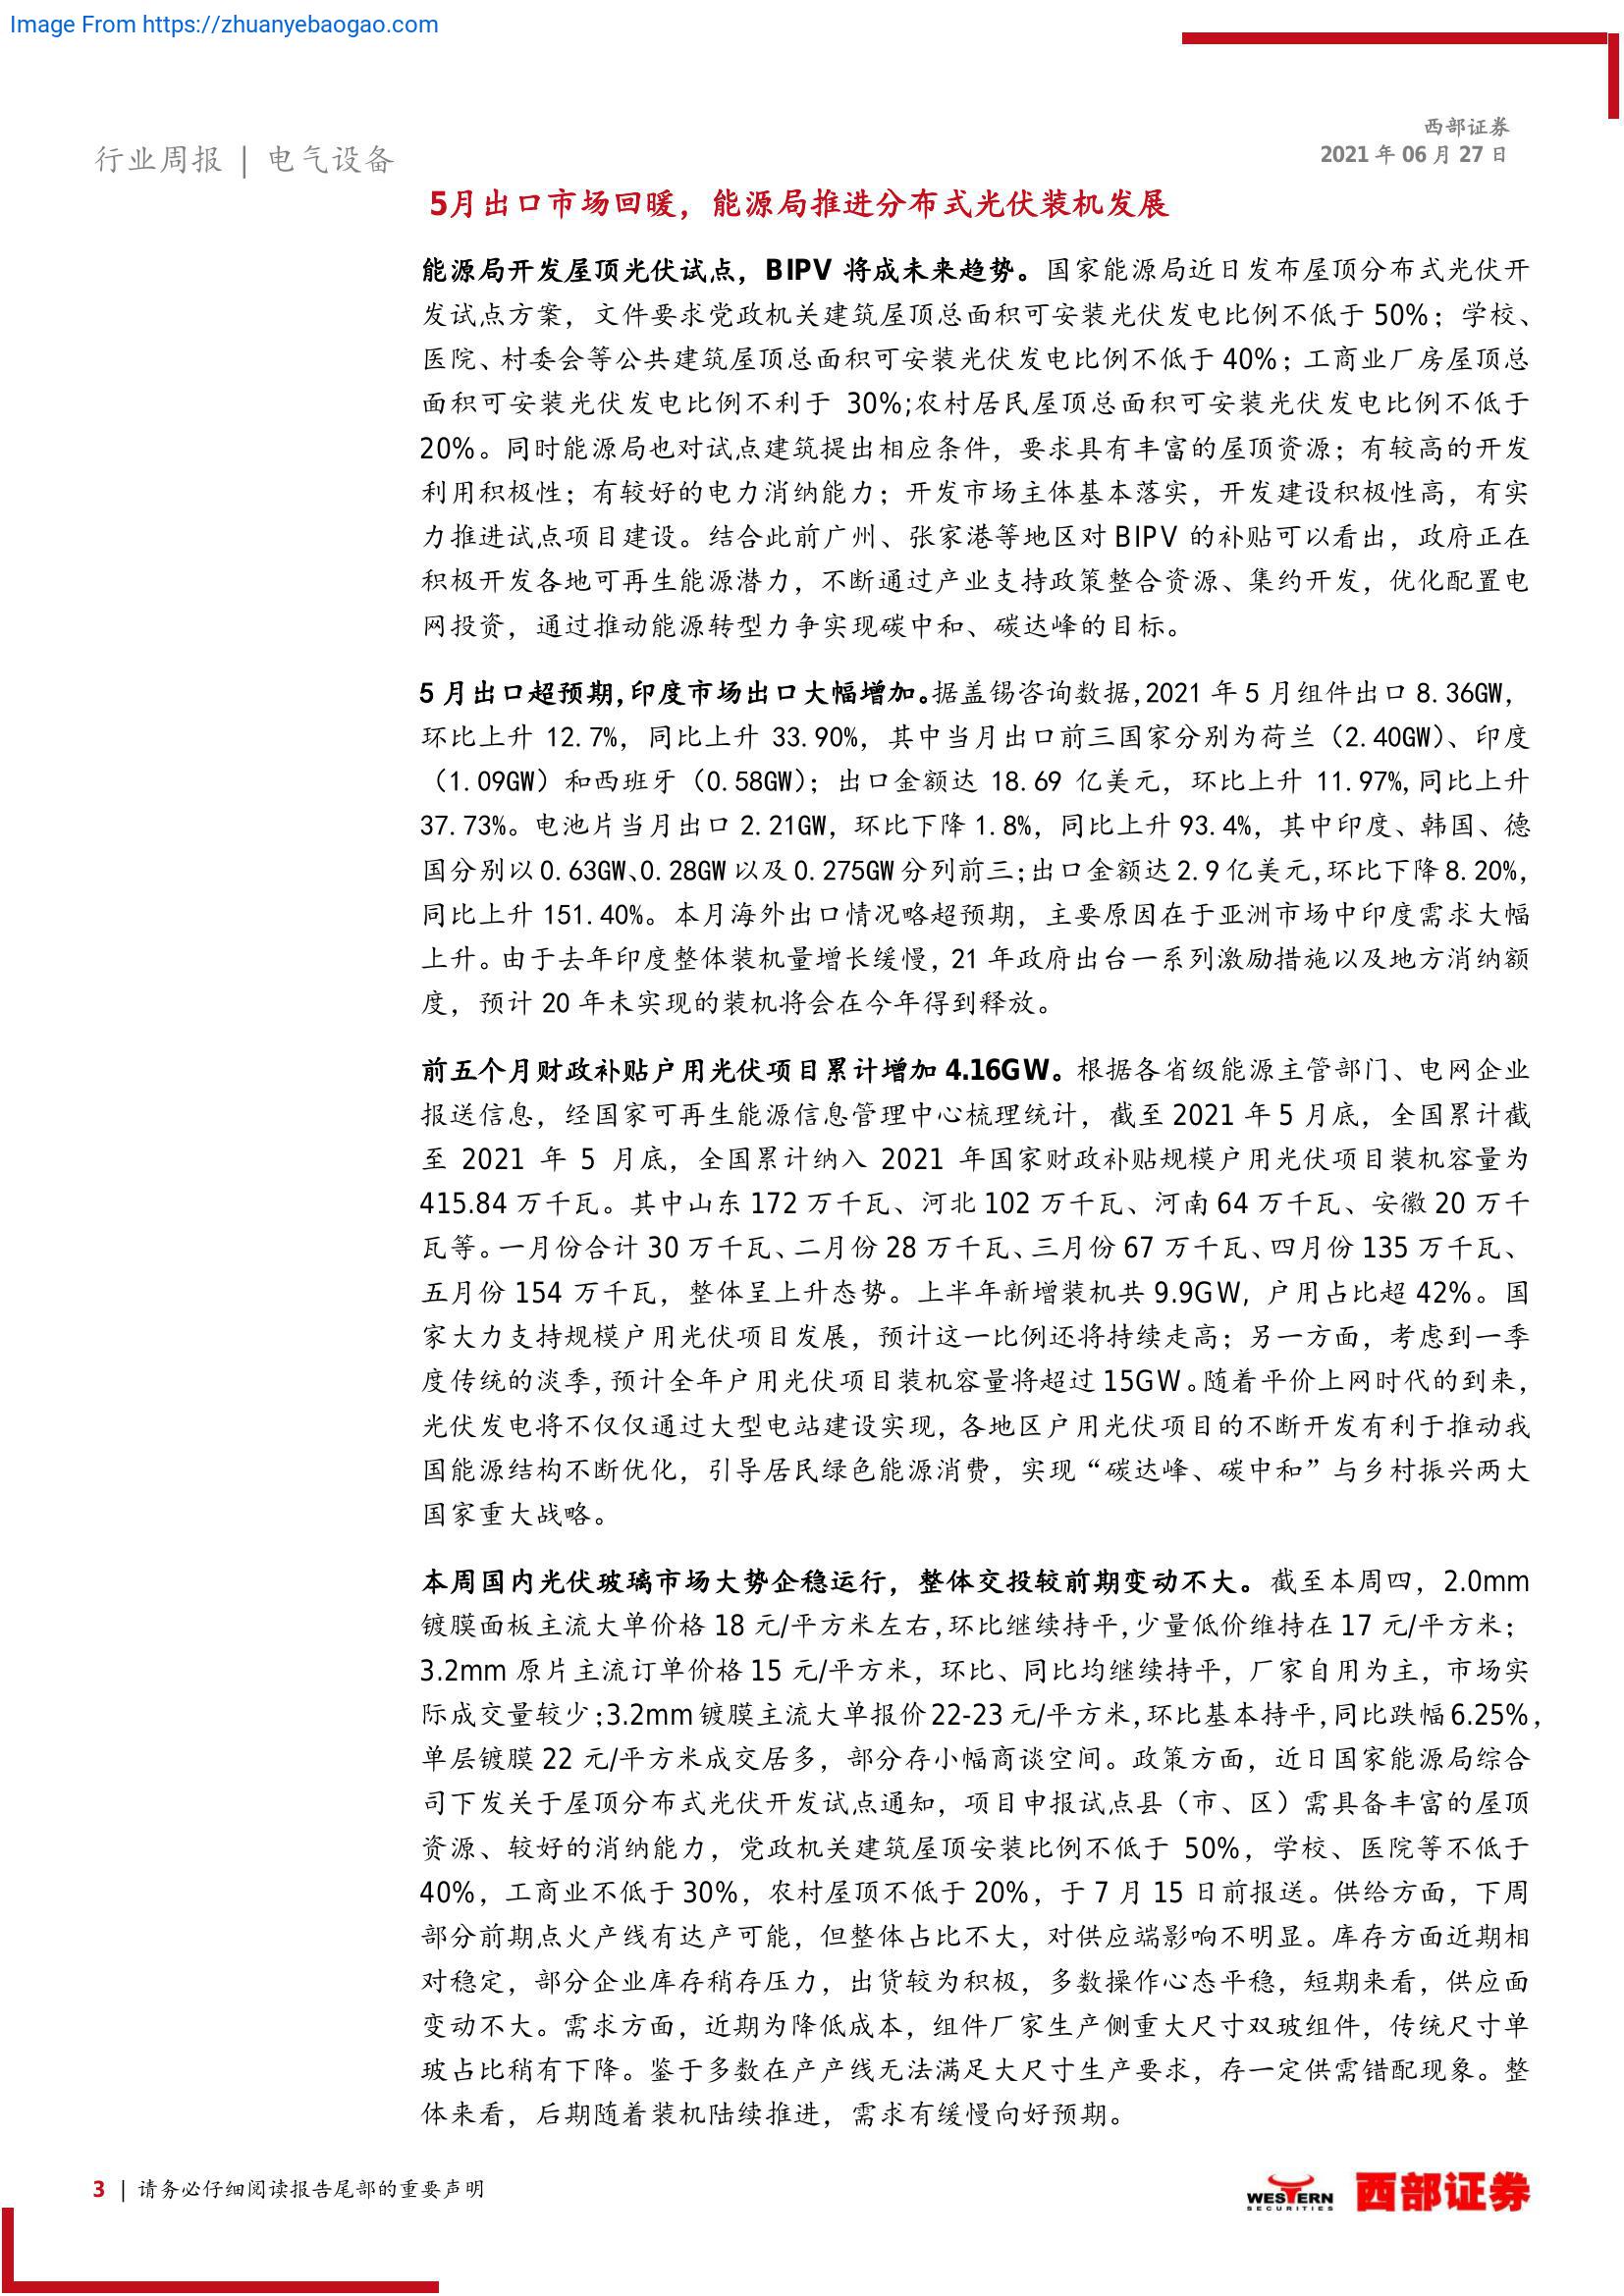 Image From https://zhuanyebaogao.com
西部证券
2021 年 06 月 27 日
行业周报 | 电气设备
5月出口市场回暖，能源局推进分布式光伏装机发展
能源局开发屋顶光伏试点，BIPV 将成未来趋势。国家能源局近日发布屋顶分布式光伏开
发试点方案，文件要求党政机关建筑屋顶总面积可安装光伏发电比例不低于 50%；学校、
医院、村委会等公共建筑屋顶总面积可安装光伏发电比例不低于 40%；工商业厂房屋顶总
面积可安装光伏发电比例不利于 30%;农村居民屋顶总面积可安装光伏发电比例不低于
20%。同时能源局也对试点建筑提出相应条件，要求具有丰富的屋顶资源；有较高的开发
利用积极性；有较好的电力消纳能力；开发市场主体基本落实，开发建设积极性高，有实
力推进试点项目建设。结合此前广州、张家港等地区对 BIPV 的补贴可以看出，政府正在
积极开发各地可再生能源潜力，不断通过产业支持政策整合资源、集约开发，优化配置电
网投资，通过推动能源转型力争实现碳中和、碳达峰的目标。
5 月出口超预期，印度市场出口大幅增加。据盖锡咨询数据，2021 年 5 月组件出口 8.36GW，
环比上升 12.7%，同比上升 33.90%，其中当月出口前三国家分别为荷兰（2.40GW）、印度
（1.09GW）和西班牙（0.58GW）；出口金额达 18.69 亿美元，环比上升 11.97%,同比上升
37.73%。电池片当月出口 2.21GW，环比下降 1.8%，同比上升 93.4%，其中印度、韩国、德
国分别以 0.63GW、0.28GW 以及 0.275GW 分列前三；出口金额达 2.9 亿美元，环比下降 8.20%，
同比上升 151.40%。本月海外出口情况略超预期，主要原因在于亚洲市场中印度需求大幅
上升。由于去年印度整体装机量增长缓慢，21 年政府出台一系列激励措施以及地方消纳额
度，预计 20 年未实现的装机将会在今年得到释放。
前五个月财政补贴户用光伏项目累计增加 4.16GW。根据各省级能源主管部门、电网企业
报送信息，经国家可再生能源信息管理中心梳理统计，截至 2021 年 5 月底，全国累计截
至 2021 年 5 月底，全国累计纳入 2021 年国家财政补贴规模户用光伏项目装机容量为
415.84 万千瓦。其中山东 172 万千瓦、河北 102 万千瓦、河南 64 万千瓦、安徽 20 万千
瓦等。一月份合计 30 万千瓦、二月份 28 万千瓦、三月份 67 万千瓦、四月份 135 万千瓦、
五月份 154 万千瓦，整体呈上升态势。上半年新增装机共 9.9GW，户用占比超 42%。国
家大力支持规模户用光伏项目发展，预计这一比例还将持续走高；另一方面，考虑到一季
度传统的淡季，预计全年户用光伏项目装机容量将超过 15GW。随着平价上网时代的到来，
光伏发电将不仅仅通过大型电站建设实现，各地区户用光伏项目的不断开发有利于推动我
国能源结构不断优化，引导居民绿色能源消费，实现“碳达峰、碳中和”与乡村振兴两大
国家重大战略。
本周国内光伏玻璃市场大势企稳运行，整体交投较前期变动不大。截至本周四，2.0mm
镀膜面板主流大单价格 18 元/平方米左右，环比继续持平，少量低价维持在 17 元/平方米；
3.2mm 原片主流订单价格 15 元/平方米，环比、同比均继续持平，厂家自用为主，市场实
际成交量较少；3.2mm 镀膜主流大单报价 22-23 元/平方米，环比基本持平，同比跌幅 6.25%，
单层镀膜 22 元/平方米成交居多，部分存小幅商谈空间。政策方面，近日国家能源局综合
司下发关于屋顶分布式光伏开发试点通知，项目申报试点县（市、区）需具备丰富的屋顶
资源、较好的消纳能力，党政机关建筑屋顶安装比例不低于 50%，学校、医院等不低于
40%，工商业不低于 30%，农村屋顶不低于 20%，于 7 月 15 日前报送。供给方面，下周
部分前期点火产线有达产可能，但整体占比不大，对供应端影响不明显。库存方面近期相
对稳定，部分企业库存稍存压力，出货较为积极，多数操作心态平稳，短期来看，供应面
变动不大。需求方面，近期为降低成本，组件厂家生产侧重大尺寸双玻组件，传统尺寸单
玻占比稍有下降。鉴于多数在产产线无法满足大尺寸生产要求，存一定供需错配现象。整
体来看，后期随着装机陆续推进，需求有缓慢向好预期。
3 | 请务必仔细阅读报告尾部的重要声明
WESTERN
SECURITIES
西部证券